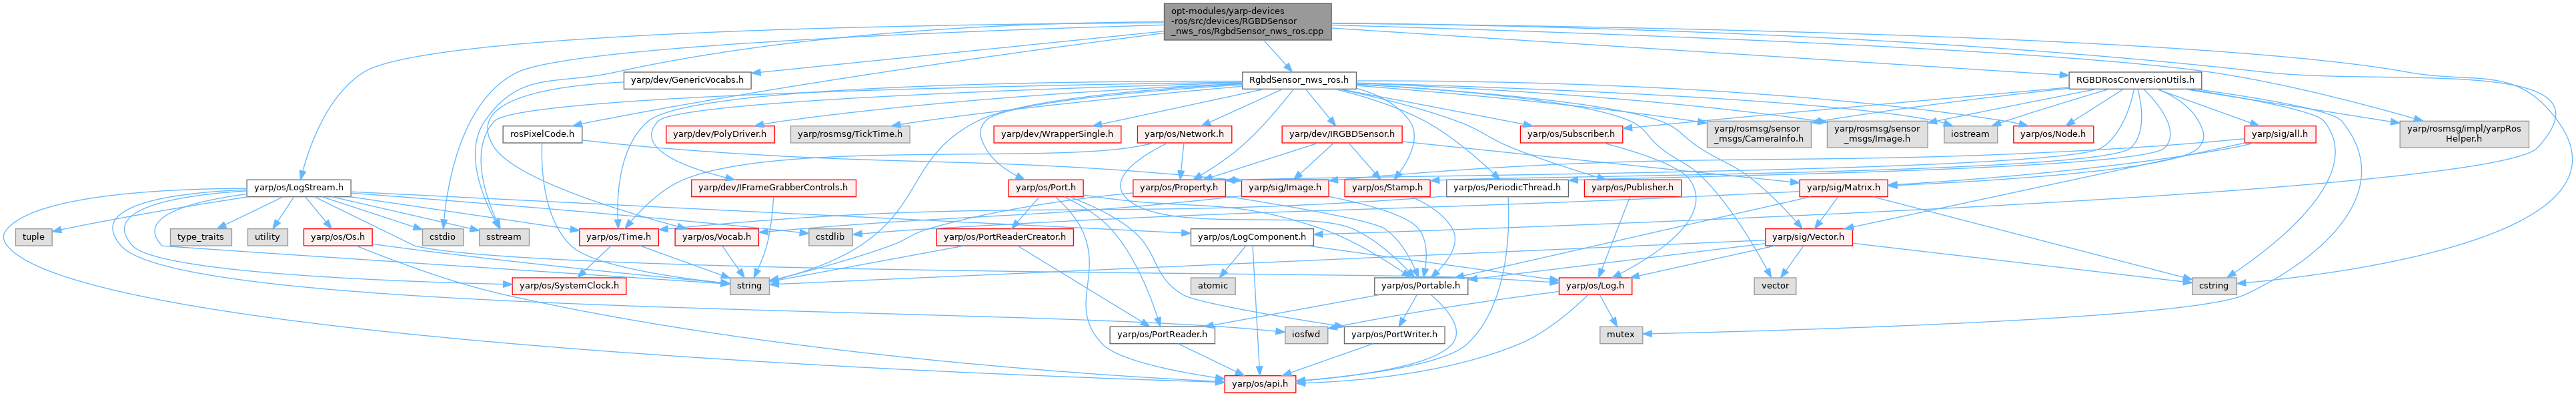 opt-modules/yarp-devices
-ros/src/devices/RGBDSensor
_nws_ros/RgbdSensor_nws_ros.cpp
yarp/dev/GenericVocabs.h
RgbdSensor_nws_ros.h
RGBDRosConversionUtils.h
rosPixelCode.h
yarp/dev/PolyDriver.h
yarp/rosmsg/TickTime.h
yarp/dev/WrapperSingle.h
yarp/os/Network.h
yarp/dev/IRGBDSensor.h
yarp/os/Subscriber.h
yarp/rosmsg/sensor
_msgs/CameraInfo.h
yarp/rosmsg/sensor
_msgs/Image.h
iostream
yarp/os/Node.h
yarp/sig/all.h
yarp/rosmsg/impl/yarpRos
Helper.h
yarp/os/LogStream.h
yarp/dev/IFrameGrabberControls.h
yarp/os/Port.h
yarp/os/Property.h
yarp/sig/Image.h
yarp/os/Stamp.h
yarp/os/PeriodicThread.h
yarp/os/Publisher.h
yarp/sig/Matrix.h
tuple
type_traits
utility
yarp/os/Os.h
cstdio
sstream
yarp/os/Time.h
yarp/os/Vocab.h
cstdlib
yarp/os/PortReaderCreator.h
yarp/os/LogComponent.h
yarp/sig/Vector.h
yarp/os/SystemClock.h
string
atomic
yarp/os/Portable.h
yarp/os/Log.h
vector
cstring
yarp/os/PortReader.h
iosfwd
yarp/os/PortWriter.h
mutex
yarp/os/api.h